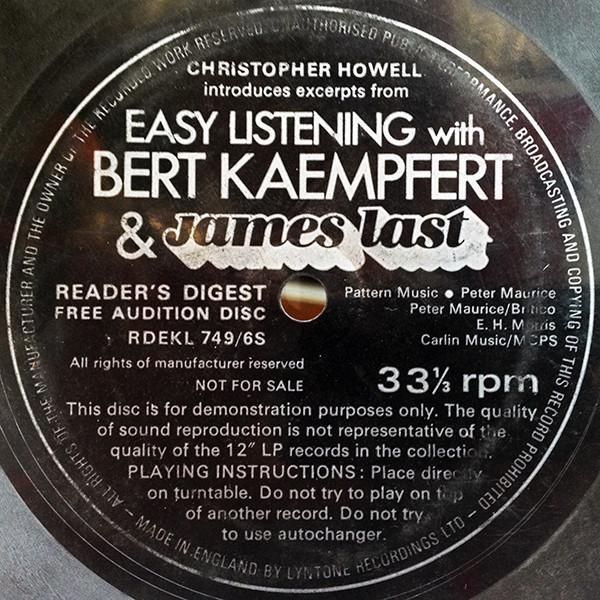 ALL RIGHTS OF THE MANUFACTURER AND THE OWNER OF THE RECORDED WORK RESERVED. UNAUTHORISED PUBLIC PERFORMANCE, BROADCASTING AND COPYING OF THIS RECORD PROHIBITED – MADE IN ENGLAND BY LYNTONE RECORDINGS LTD –
CHRISTOPHER HOWELL
introduces excerpts from
EASY LISTENING with
BERT KAEMPFERT
& James last
READER'S DIGEST
FREE AUDITION DISC
RDEKL 749/6S
Pattern Music ● Peter Maurice
Peter Maurice/Britico
E. H. Morris
Carlin Music/MCPS
All rights of manufacturer reserved
NOT FOR SALE
33⅓ rpm
This disc is for demonstration purposes only. The quality
of sound reproduction is not representative of the
quality of the 12″ LP records in the collection.
PLAYING INSTRUCTIONS: Place directly
on turntable. Do not try to play on top
of another record. Do not try
to use autochanger.